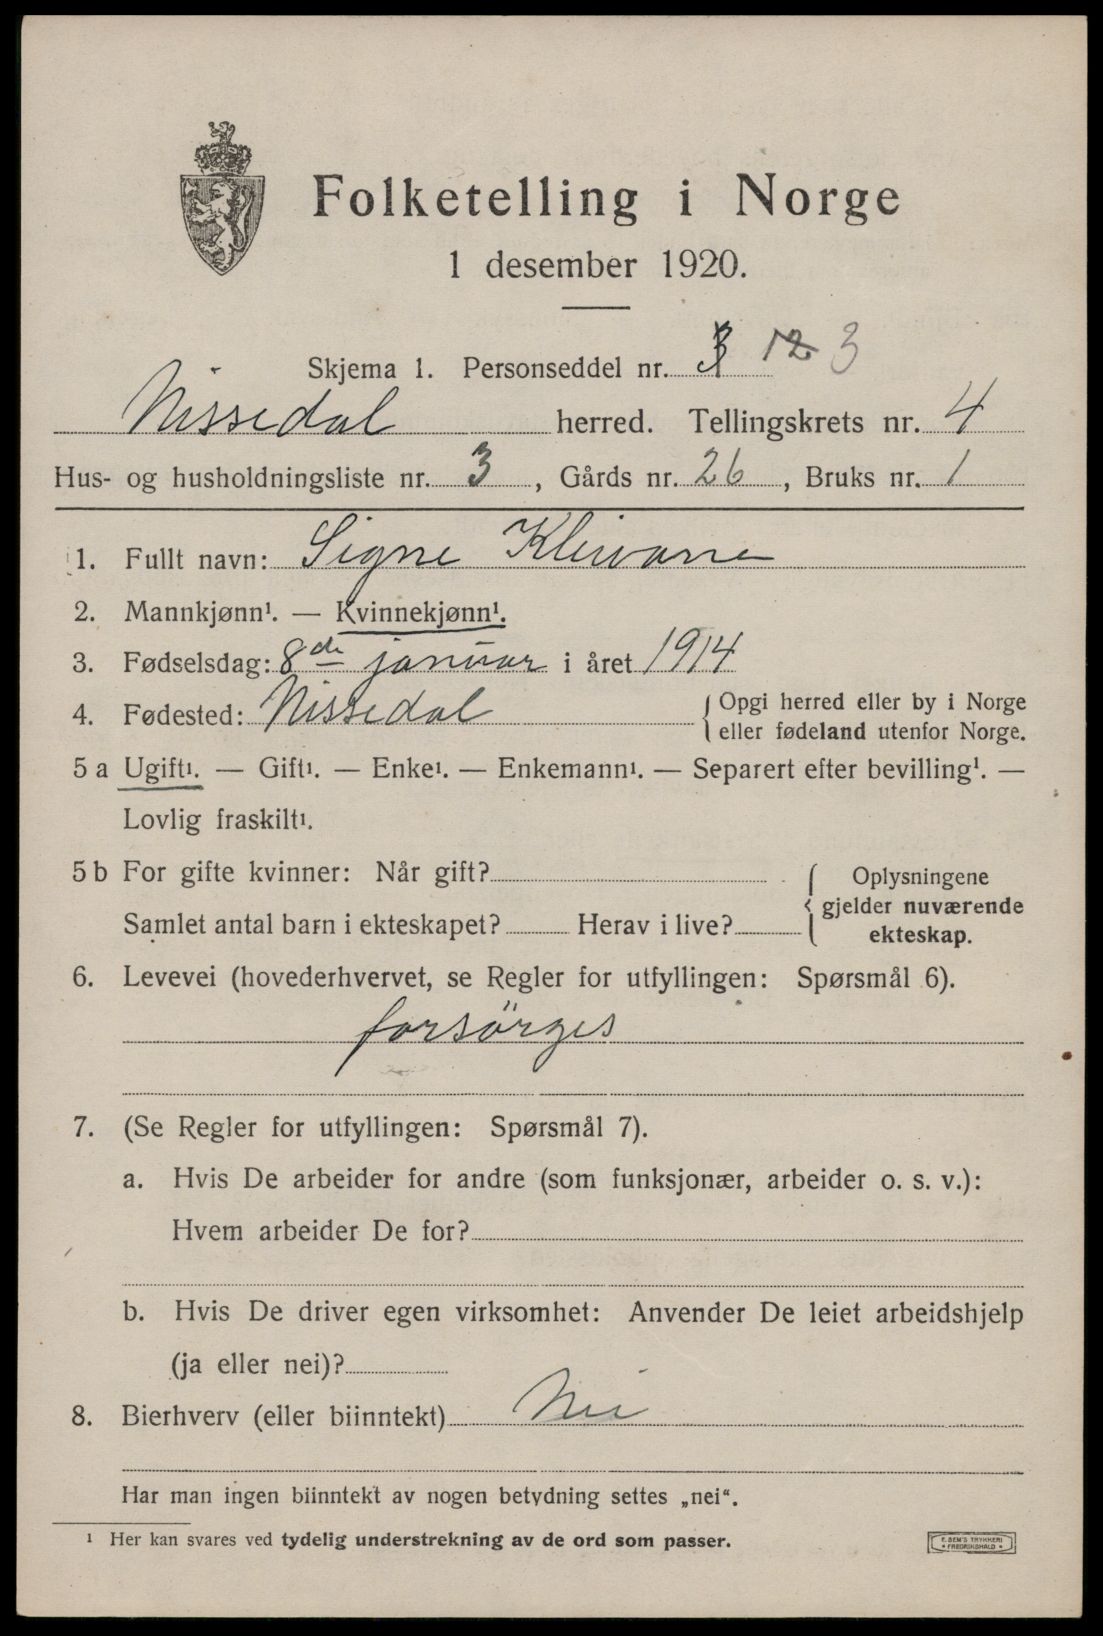 Folketelling i Norge
1 desember 1920.
Skjema 1. Personseddel nr. 3 12 3
Nissedal herred. Tellingskrets nr. 4
Hus- og husholdningsliste nr. 3, Gårds nr. 26, Bruks nr. 1
1. Fullt navn: Signe Klivane
2. Mannkjønn¹. — Kvinnekjønn¹.
3. Fødselsdag: 8de januar i året 1914
4. Fødested: Nissedal { Opgi herred eller by i Norge
eller fødeland utenfor Norge.
5 a Ugift¹. — Gift¹. — Enke¹. — Enkemann¹. — Separert efter bevilling¹. —
Lovlig fraskilt¹.
5 b For gifte kvinner: Når gift? { Oplysningene
gjelder nuværende
Samlet antal barn i ekteskapet? Herav i live?
ekteskap.
6. Levevei (hovederhvervet, se Regler for utfyllingen: Spørsmål 6).
forsörges
7. (Se Regler for utfyllingen: Spørsmål 7).
a. Hvis De arbeider for andre (som funksjonær, arbeider o. s. v.):
Hvem arbeider De for?
b. Hvis De driver egen virksomhet: Anvender De leiet arbeidshjelp
(ja eller nei)?
8. Bierhverv (eller biinntekt) Nei
Har man ingen biinntekt av nogen betydning settes „nei“.
¹ Her kan svares ved tydelig understrekning av de ord som passer.
E. SEM'S TRYKKERI
• FREDRIKSHALD •